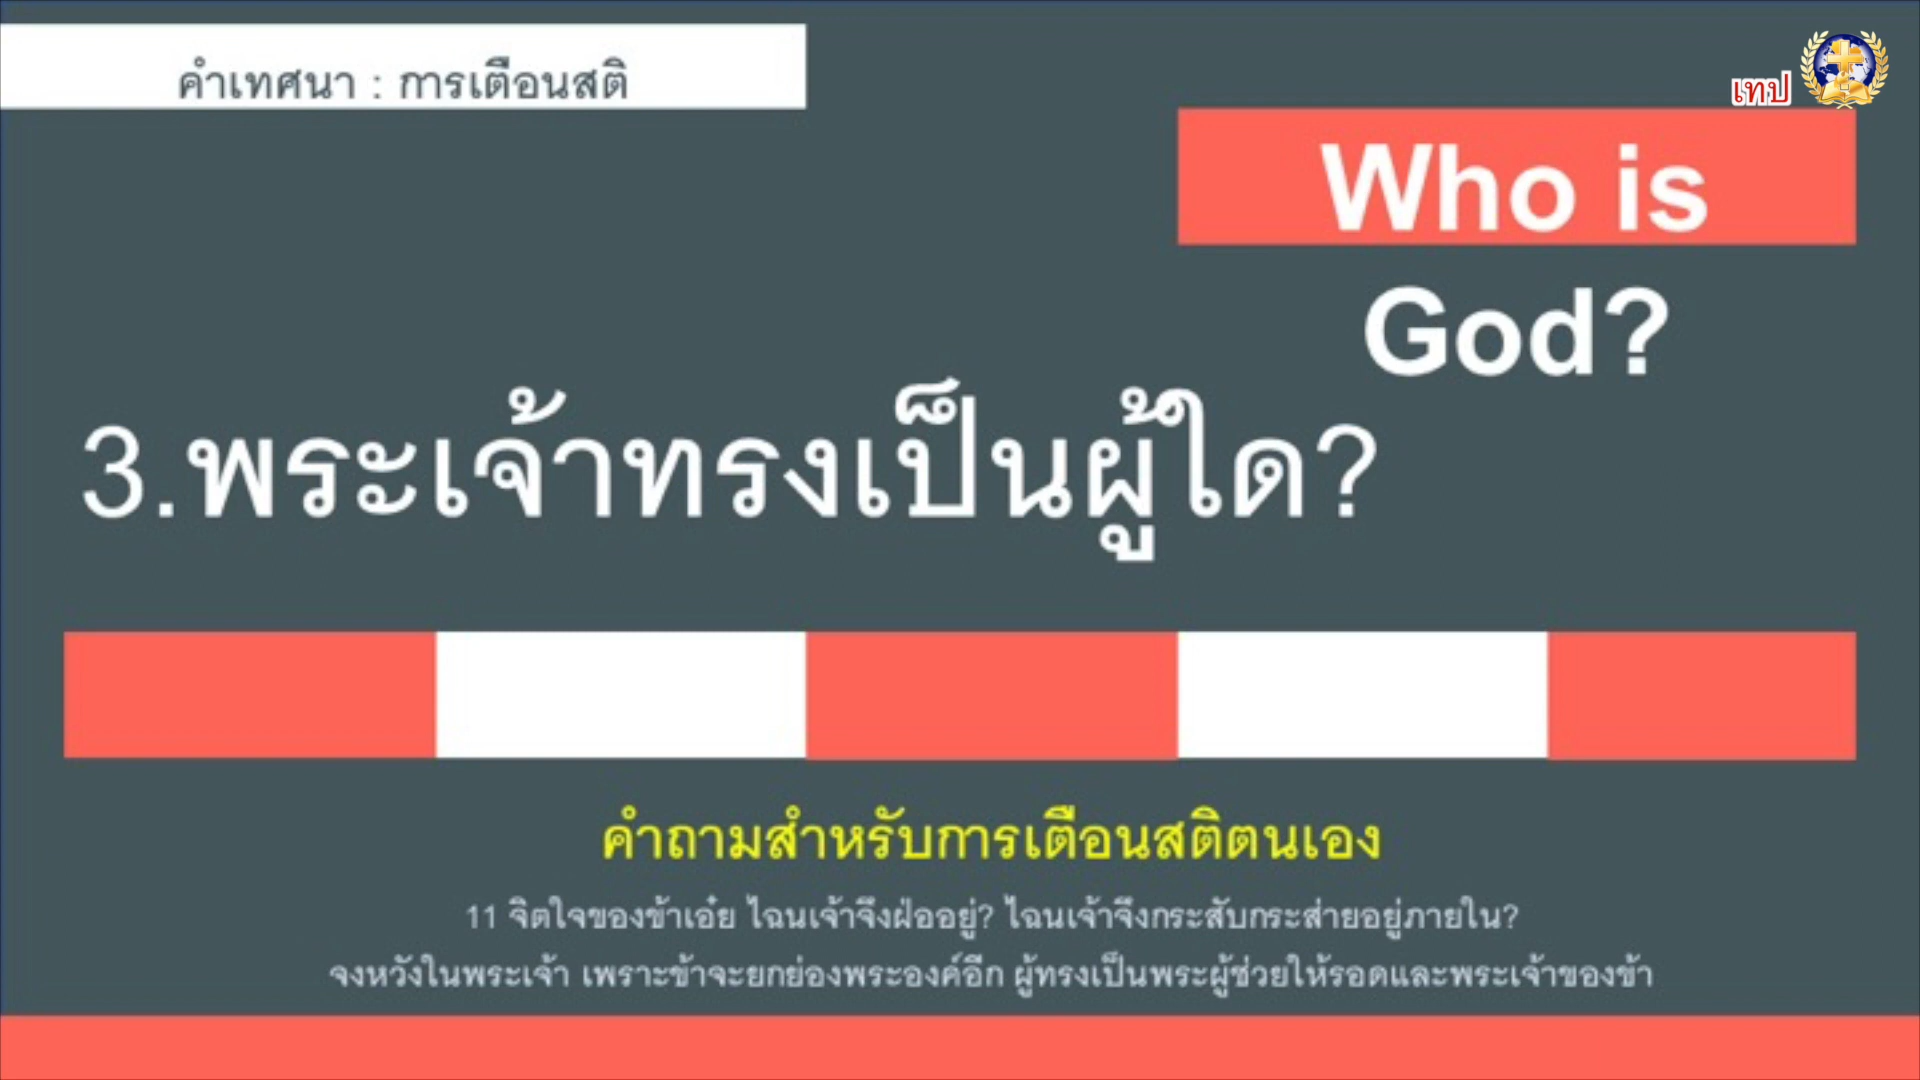 คำเทศนา : การเตือนสติ
เทป
Who is
God?
3.พระเจ้าทรงเป็นผู้ใด?
คำถามสำหรับการเตือนสติตนเอง
11 จิตใจของข้าเอ๋ย ไฉนเจ้าจึงฝ่ออยู่? ไฉนเจ้าจึงกระสับกระส่ายอยู่ภายใน?
จงหวังในพระเจ้า เพราะข้าจะยกย่องพระองค์อีก ผู้ทรงเป็นพระผู้ช่วยให้รอดและพระเจ้าของข้า